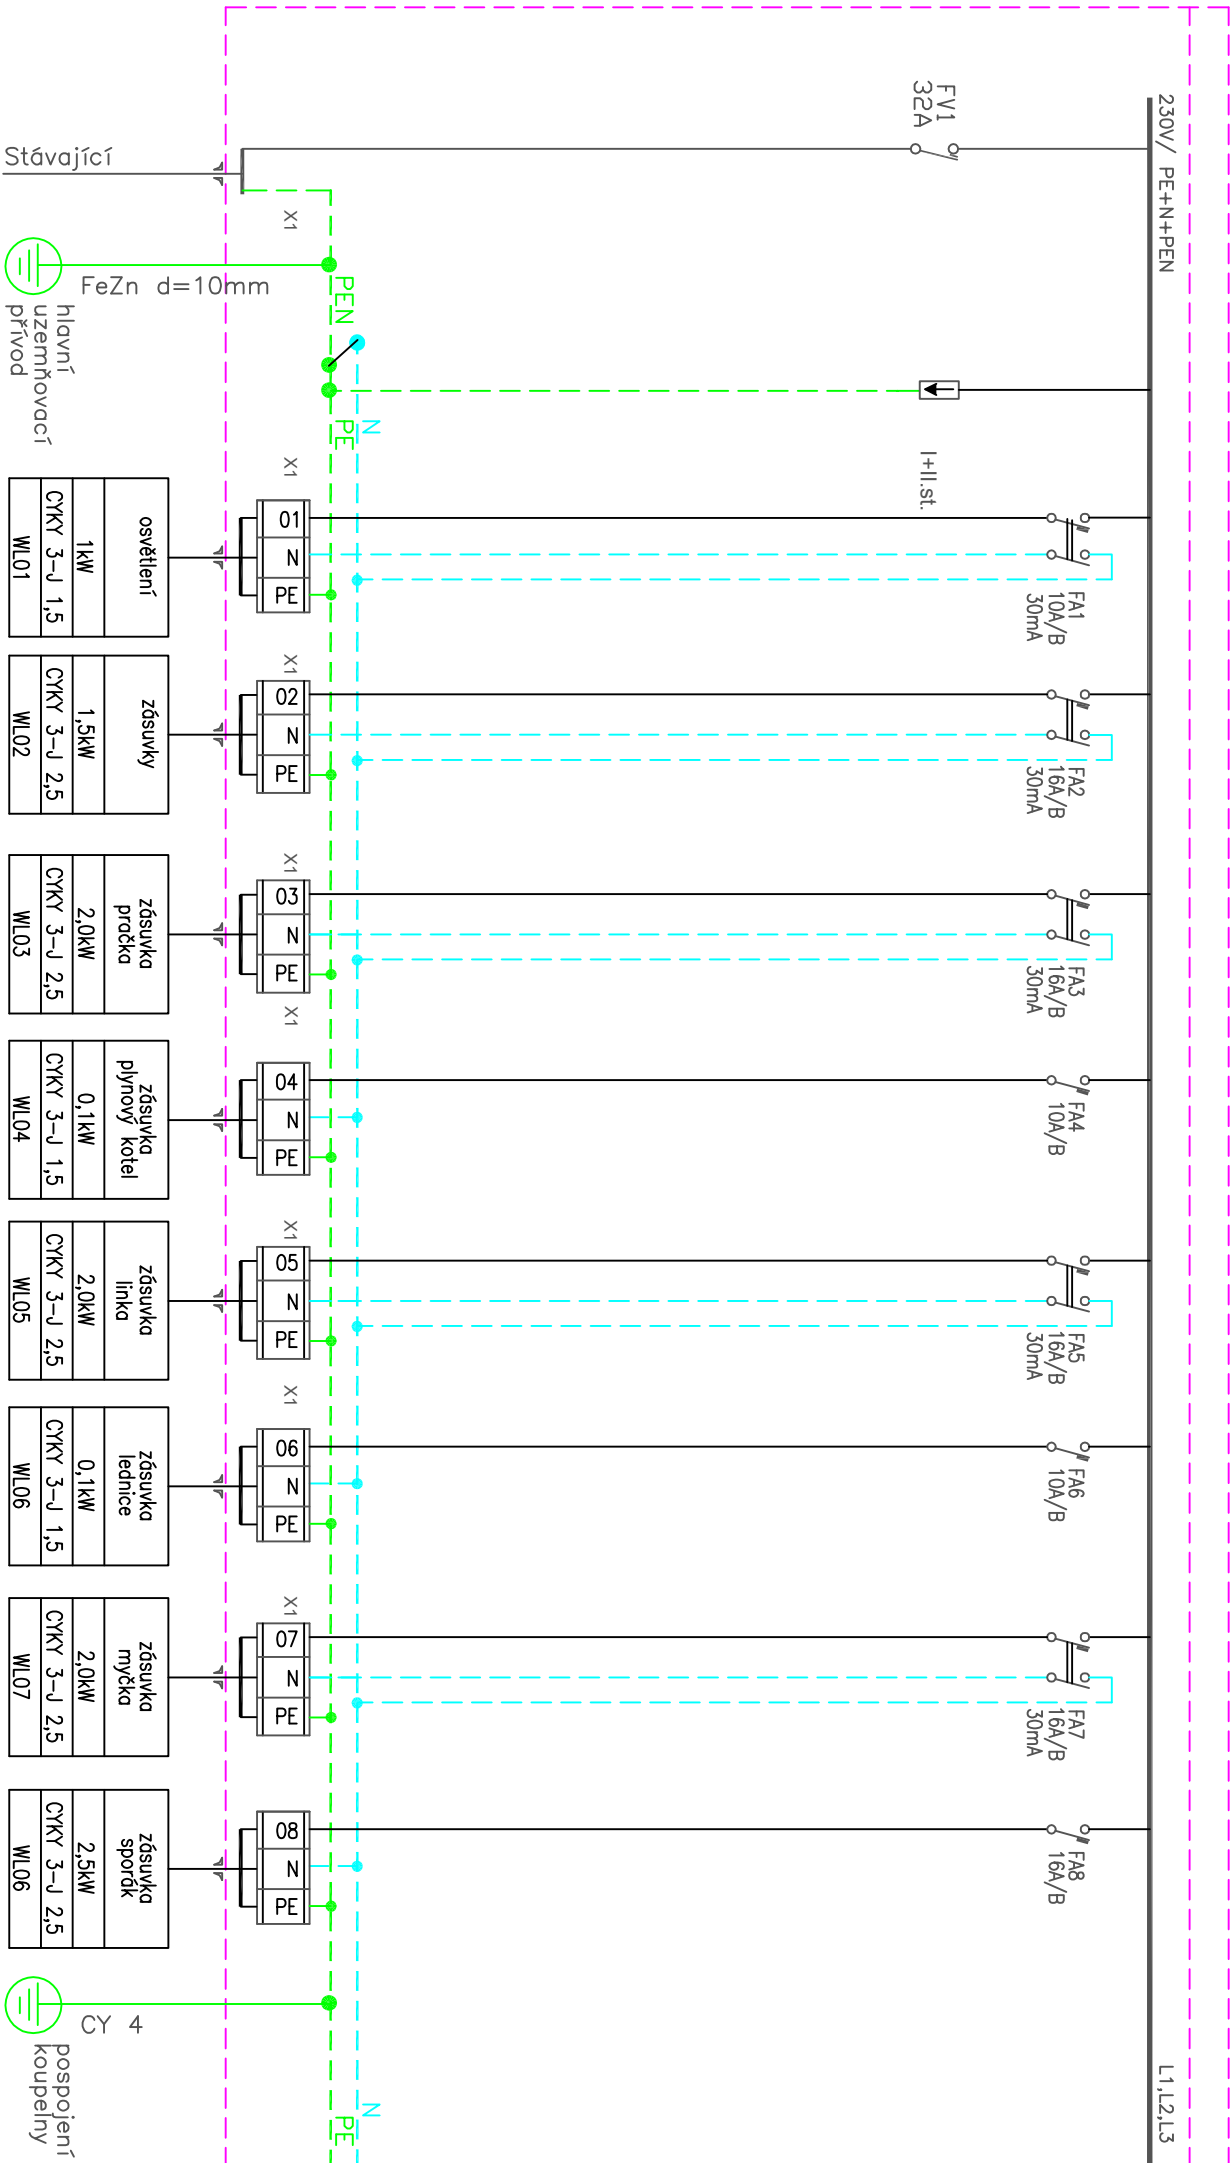 230V/ PE+N+PEN
L1,L2,L3
FV1
32A
I+II.st.
FA1
10A/B
30mA
FA2
16A/B
30mA
FA3
16A/B
30mA
FA4
10A/B
FA5
16A/B
30mA
FA6
10A/B
FA7
16A/B
30mA
FA8
16A/B
N
PEN
PE
N
PE
X1
X1
X1
X1
X1
X1
X1
X1
01
N
PE
02
N
PE
03
N
PE
04
N
PE
05
N
PE
06
N
PE
07
N
PE
08
N
PE
Stávající
FeZn d=10mm
hlavní
uzemňovací
přívod
osvětlení
1kW
CYKY 3-J 1,5
WL01
zásuvky
1,5kW
CYKY 3-J 2,5
WL02
zásuvka
pračka
2,0kW
CYKY 3-J 2,5
WL03
zásuvka
plynový kotel
0,1kW
CYKY 3-J 1,5
WL04
zásuvka
linka
2,0kW
CYKY 3-J 2,5
WL05
zásuvka
lednice
0,1kW
CYKY 3-J 1,5
WL06
zásuvka
myčka
2,0kW
CYKY 3-J 2,5
WL07
zásuvka
sporák
2,5kW
CYKY 3-J 2,5
WL06
CY 4
pospojení
koupelny